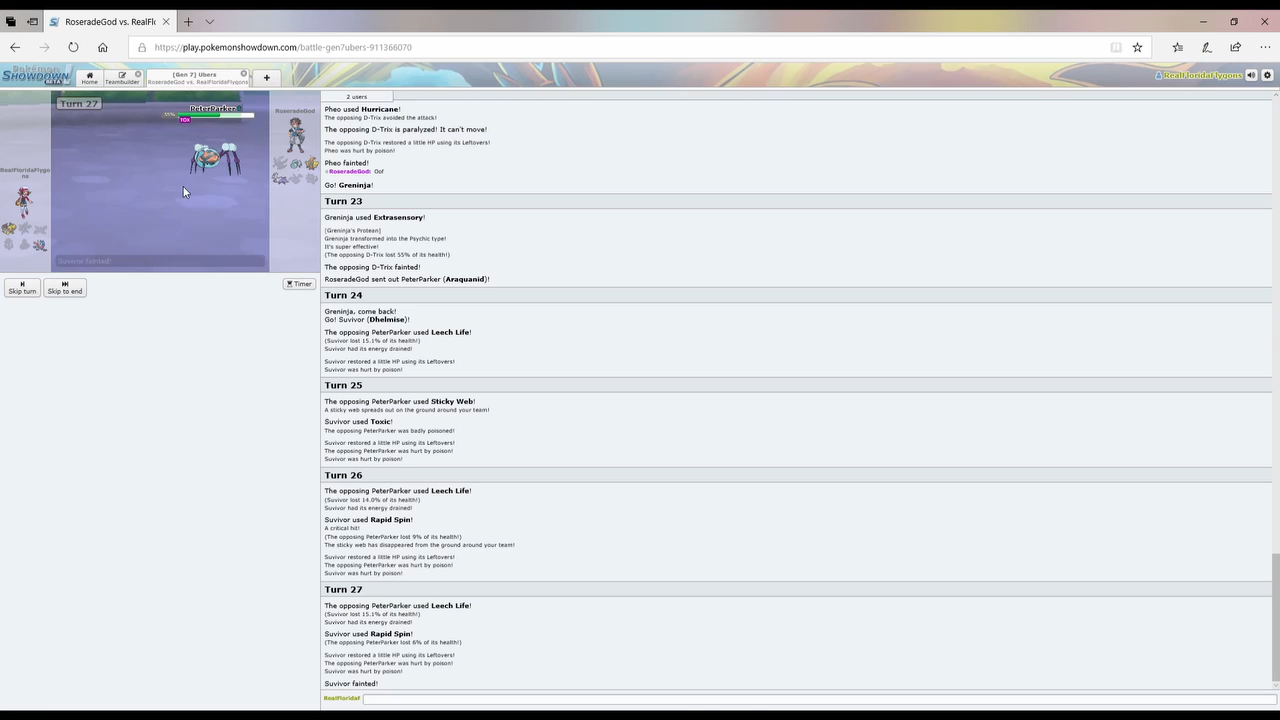 RoseradeGod vs. RealFlo
https://play.pokemonshowdown.com/battle-gen7ubers-911366070
POKÉMON
SHOWDOWN
BETA
Home
Teambuilder
[Gen 7] Ubers
RoseradeGod vs. RealFloridaFlygons
+
RealFloridaFlygons
Turn 27
PeterParker
TOX
RoseradeGod
RealFloridaFlygo
ns
Suvivor fainted!
Skip turn
Skip to end
Timer
2 users
Pheo used Hurricane!
The opposing D-Trix avoided the attack!
The opposing D-Trix is paralyzed! It can't move!
The opposing D-Trix restored a little HP using its Leftovers!
Pheo was hurt by poison!
Pheo fainted!
RoseradeGod: Oof
Go! Greninja!
Turn 23
Greninja used Extrasensory!
[Greninja's Protean]
Greninja transformed into the Psychic type!
It's super effective!
(The opposing D-Trix lost 55% of its health!)
The opposing D-Trix fainted!
RoseradeGod sent out PeterParker (Araquanid)!
Turn 24
Greninja, come back!
Go! Suvivor (Dhelmise)!
The opposing PeterParker used Leech Life!
(Suvivor lost 15.1% of its health!)
Suvivor had its energy drained!
Suvivor restored a little HP using its Leftovers!
Suvivor was hurt by poison!
Turn 25
The opposing PeterParker used Sticky Web!
A sticky web spreads out on the ground around your team!
Suvivor used Toxic!
The opposing PeterParker was badly poisoned!
Suvivor restored a little HP using its Leftovers!
The opposing PeterParker was hurt by poison!
Suvivor was hurt by poison!
Turn 26
The opposing PeterParker used Leech Life!
(Suvivor lost 14.0% of its health!)
Suvivor had its energy drained!
Suvivor used Rapid Spin!
A critical hit!
(The opposing PeterParker lost 9% of its health!)
The sticky web has disappeared from the ground around your team!
Suvivor restored a little HP using its Leftovers!
The opposing PeterParker was hurt by poison!
Suvivor was hurt by poison!
Turn 27
The opposing PeterParker used Leech Life!
(Suvivor lost 15.1% of its health!)
Suvivor had its energy drained!
Suvivor used Rapid Spin!
(The opposing PeterParker lost 6% of its health!)
Suvivor restored a little HP using its Leftovers!
The opposing PeterParker was hurt by poison!
Suvivor was hurt by poison!
Suvivor fainted!
RealFloridaF